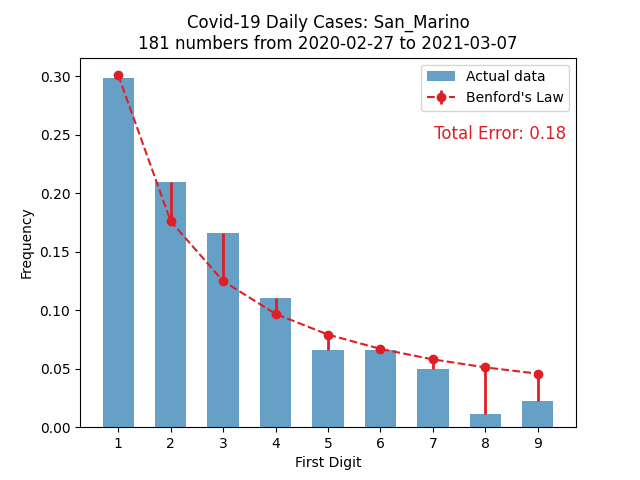 Covid-19 Daily Cases: San_Marino
181 numbers from 2020-02-27 to 2021-03-07
Actual data
Benford's Law
Total Error: 0.18
Frequency
0.30
0.25
0.20
0.15
0.10
0.05
0.00
1 2 3 4 5 6 7 8 9
First Digit